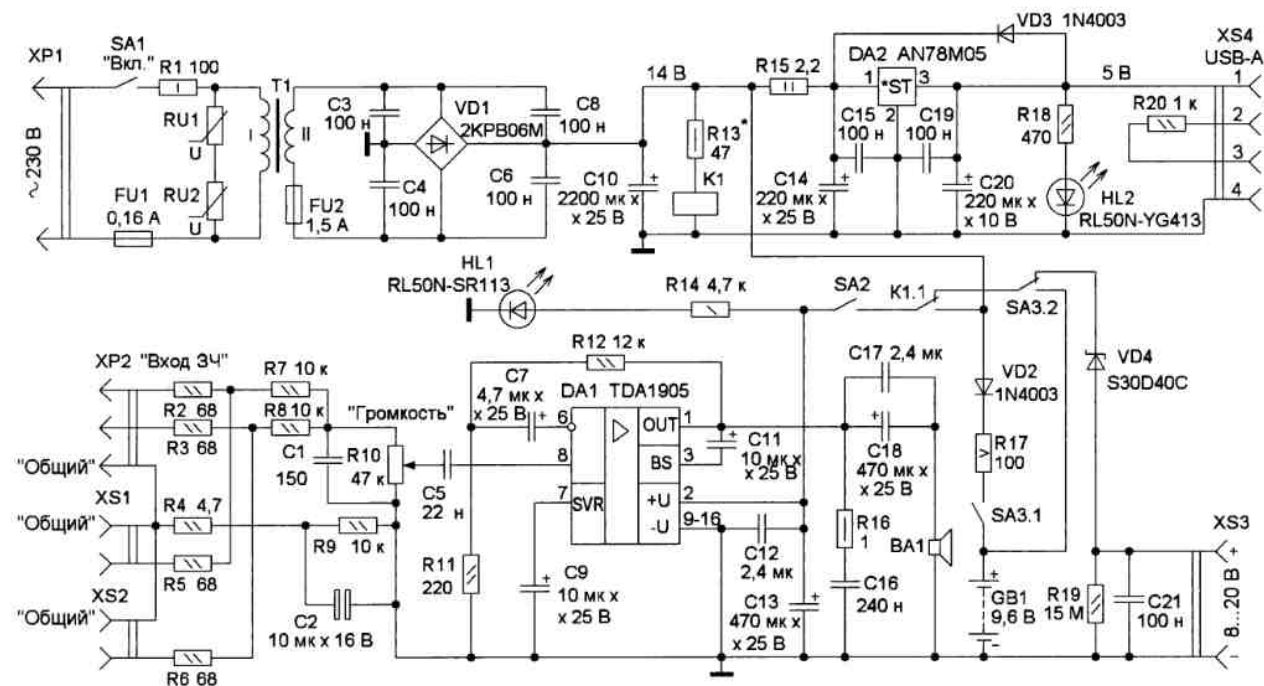 XP1
SA1
"Вкл."
R1 100
T1
~230 В
RU1
U
RU2
U
FU1
0,16 А
I
II
FU2
1,5 А
C3
100 н
C4
100 н
VD1
2KPB06M
C8
100 н
C6
100 н
14 В
C10
2200 мк х
х 25 В
R13*
47
K1
R15 2,2
DA2 AN78M05
1
*ST
3
2
VD3 1N4003
C15
100 н
C19
100 н
C14
220 мк х
х 25 В
C20
220 мк х
х 10 В
R18
470
HL2
RL50N-YG413
5 В
R20 1 к
XS4
USB-A
1
2
3
4
HL1
RL50N-SR113
R14 4,7 к
SA2
K1.1
SA3.2
XP2 "Вход ЗЧ"
R2 68
R3 68
"Общий"
XS1
"Общий"
R4 4,7
R5 68
XS2
"Общий"
R6 68
R7 10 к
R8 10 к
C1
150
"Громкость"
R10
47 к
R9 10 к
C2
10 мк х 16 В
C5
22 н
R11
220
R12 12 к
C7
4,7 мк х
х 25 В
DA1 TDA1905
6
8
7
SVR
OUT
BS
+U
-U
1
3
2
9-16
C9
10 мк х
х 25 В
C11
10 мк х
х 25 В
C12
2,4 мк
C13
470 мк х
х 25 В
C17 2,4 мк
C18
470 мк х
х 25 В
R16
1
C16
240 н
BA1
VD2
1N4003
R17
100
SA3.1
GB1
9,6 В
VD4
S30D40C
R19
15 М
C21
100 н
XS3
+
8...20 В
−